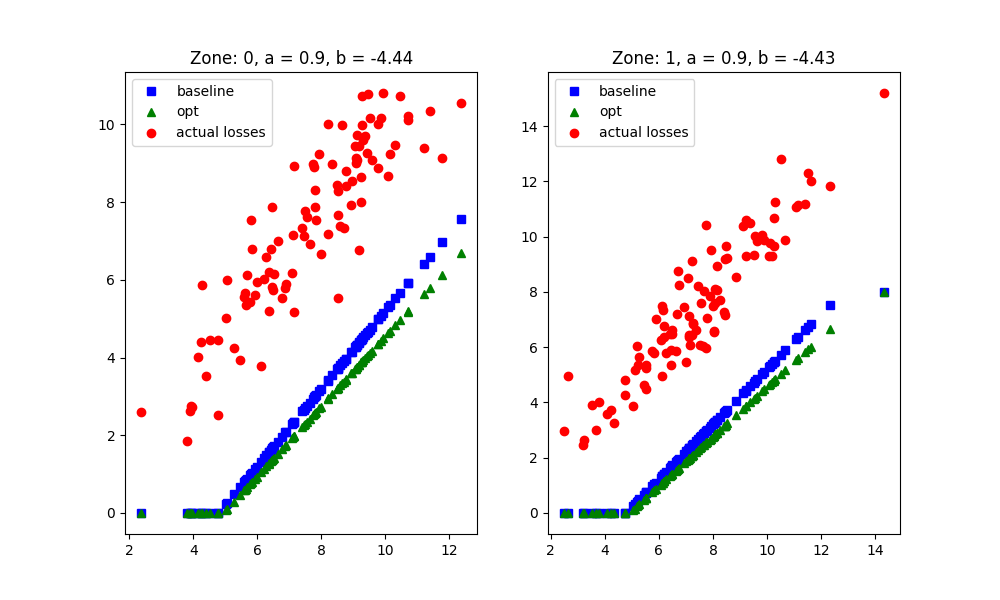 Zone: 0, a = 0.9, b = -4.44
baseline
opt
actual losses
10
8
6
4
2
0
2 4 6 8 10 12
Zone: 1, a = 0.9, b = -4.43
baseline
opt
actual losses
14
12
10
8
6
4
2
0
2 4 6 8 10 12 14